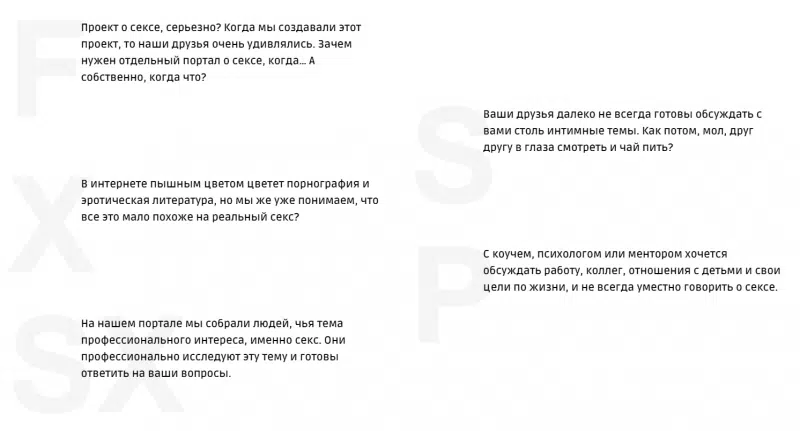 F
Проект о сексе, серьезно? Когда мы создавали этот
проект, то наши друзья очень удивлялись. Зачем
нужен отдельный портал о сексе, когда... А
собственно, когда что?
S
Ваши друзья далеко не всегда готовы обсуждать с
вами столь интимные темы. Как потом, мол, друг
другу в глаза смотреть и чай пить?
X
В интернете пышным цветом цветет порнография и
эротическая литература, но мы же уже понимаем, что
все это мало похоже на реальный секс?
P
С коучем, психологом или ментором хочется
обсуждать работу, коллег, отношения с детьми и свои
цели по жизни, и не всегда уместно говорить о сексе.
SX
На нашем портале мы собрали людей, чья тема
профессионального интереса, именно секс. Они
профессионально исследуют эту тему и готовы
ответить на ваши вопросы.